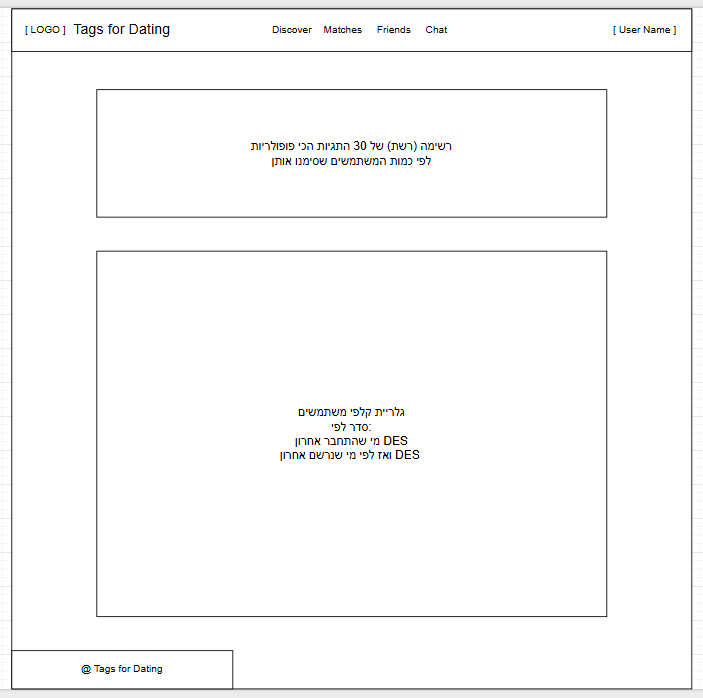 [ LOGO ] Tags for Dating Discover Matches Friends Chat [ User Name ]
רשימה (רשת) של 30 התגיות הכי פופולריות
לפי כמות המשתמשים שסימנו אותן
גלריית קלפי משתמשים
סדר לפי:
מי שהתחבר אחרון DES
ואז לפי מי שנרשם אחרון DES
@ Tags for Dating